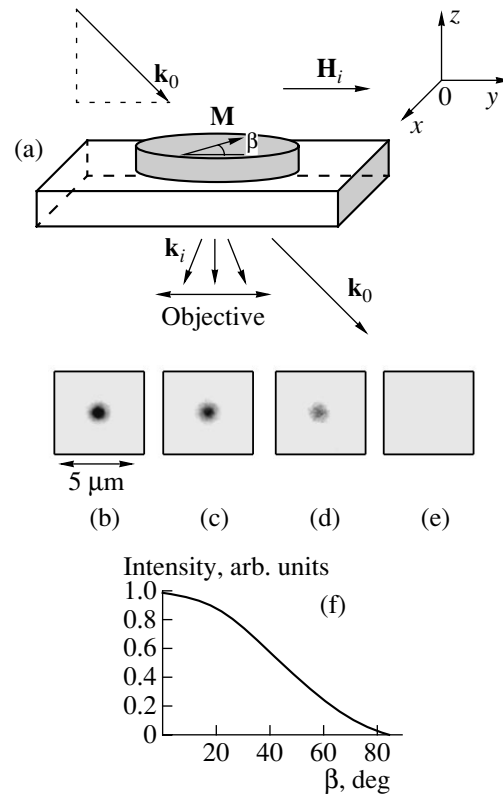 k₀
Hᵢ
z
0
y
x
M
β
(a)
kᵢ
k₀
Objective
5 μm
(b) (c) (d) (e)
Intensity, arb. units
(f)
1.0
0.8
0.6
0.4
0.2
0
20 40 60 80
β, deg